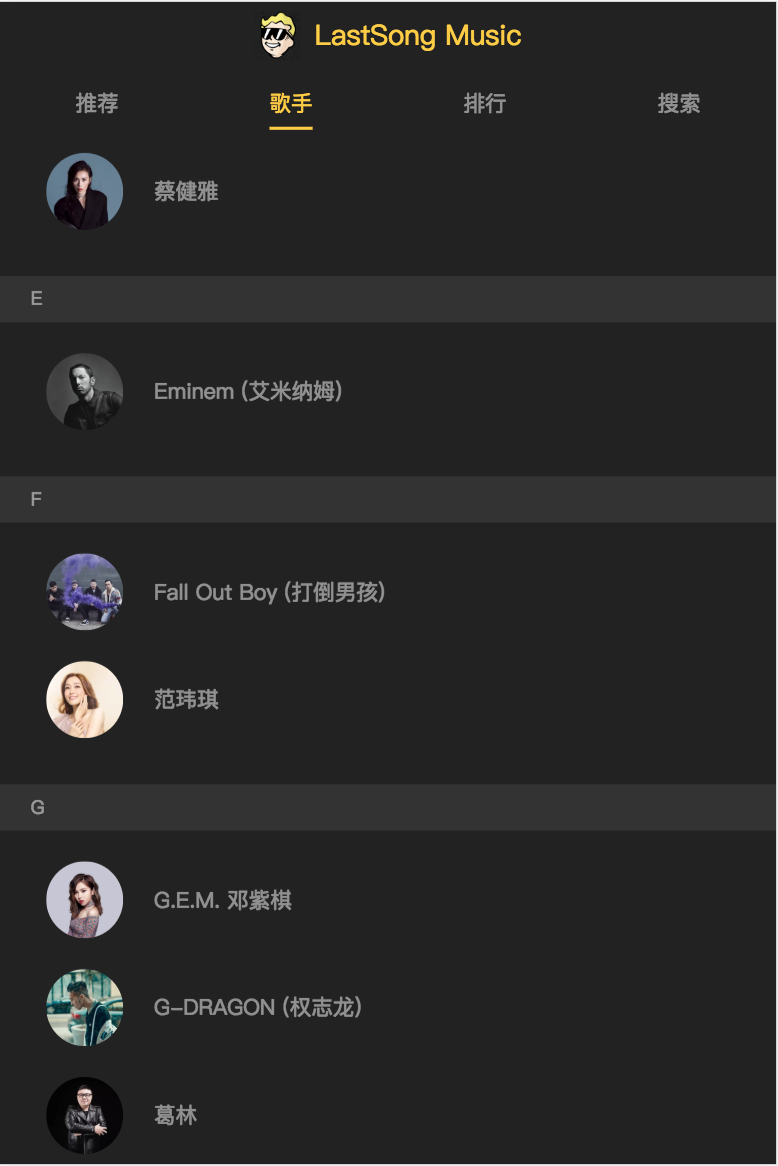 LastSong Music
推荐 歌手 排行 搜索
蔡健雅
E
Eminem (艾米纳姆)
F
Fall Out Boy (打倒男孩)
范玮琪
G
G.E.M. 邓紫棋
G-DRAGON (权志龙)
葛林